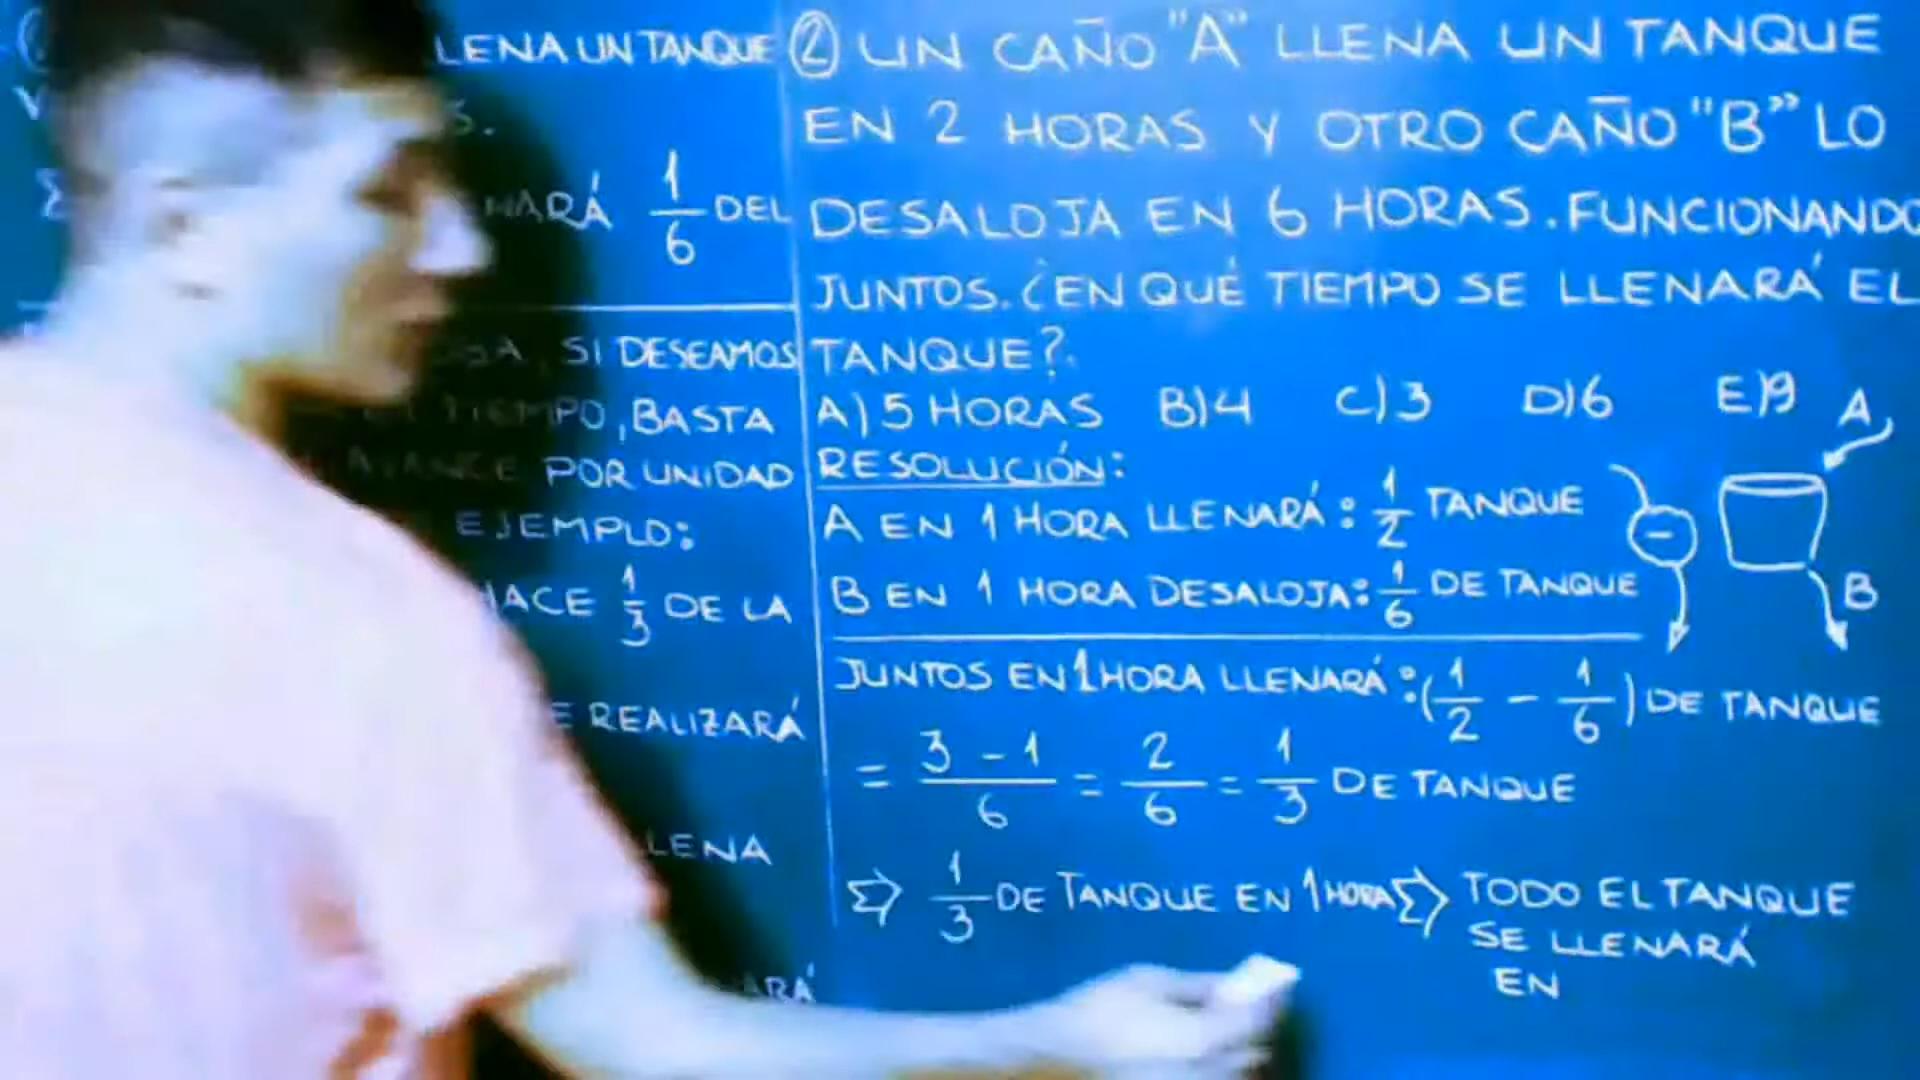 LENA UN TANQUE
S.
NARÁ 1/6 DEL
SI DESEAMOS
TIEMPO, BASTA
AVANCE POR UNIDAD
EJEMPLO:
HACE 1/3 DE LA
E REALIZARÁ
LENA
ARÁ
② UN CAÑO "A" LLENA UN TANQUE
EN 2 HORAS Y OTRO CAÑO "B" LO
DESALOJA EN 6 HORAS. FUNCIONANDO
JUNTOS. ¿EN QUÉ TIEMPO SE LLENARÁ EL
TANQUE?.
A) 5 HORAS B) 4 C) 3 D) 6 E) 9
RESOLUCIÓN:
A EN 1 HORA LLENARÁ: 1/2 TANQUE
B EN 1 HORA DESALOJA: 1/6 DE TANQUE
A
-
B
JUNTOS EN 1 HORA LLENARÁ: (1/2 - 1/6) DE TANQUE
= 3 - 1/6 = 2/6 = 1/3 DE TANQUE
⇒ 1/3 DE TANQUE EN 1 HORA ⇒ TODO EL TANQUE
SE LLENARÁ
EN